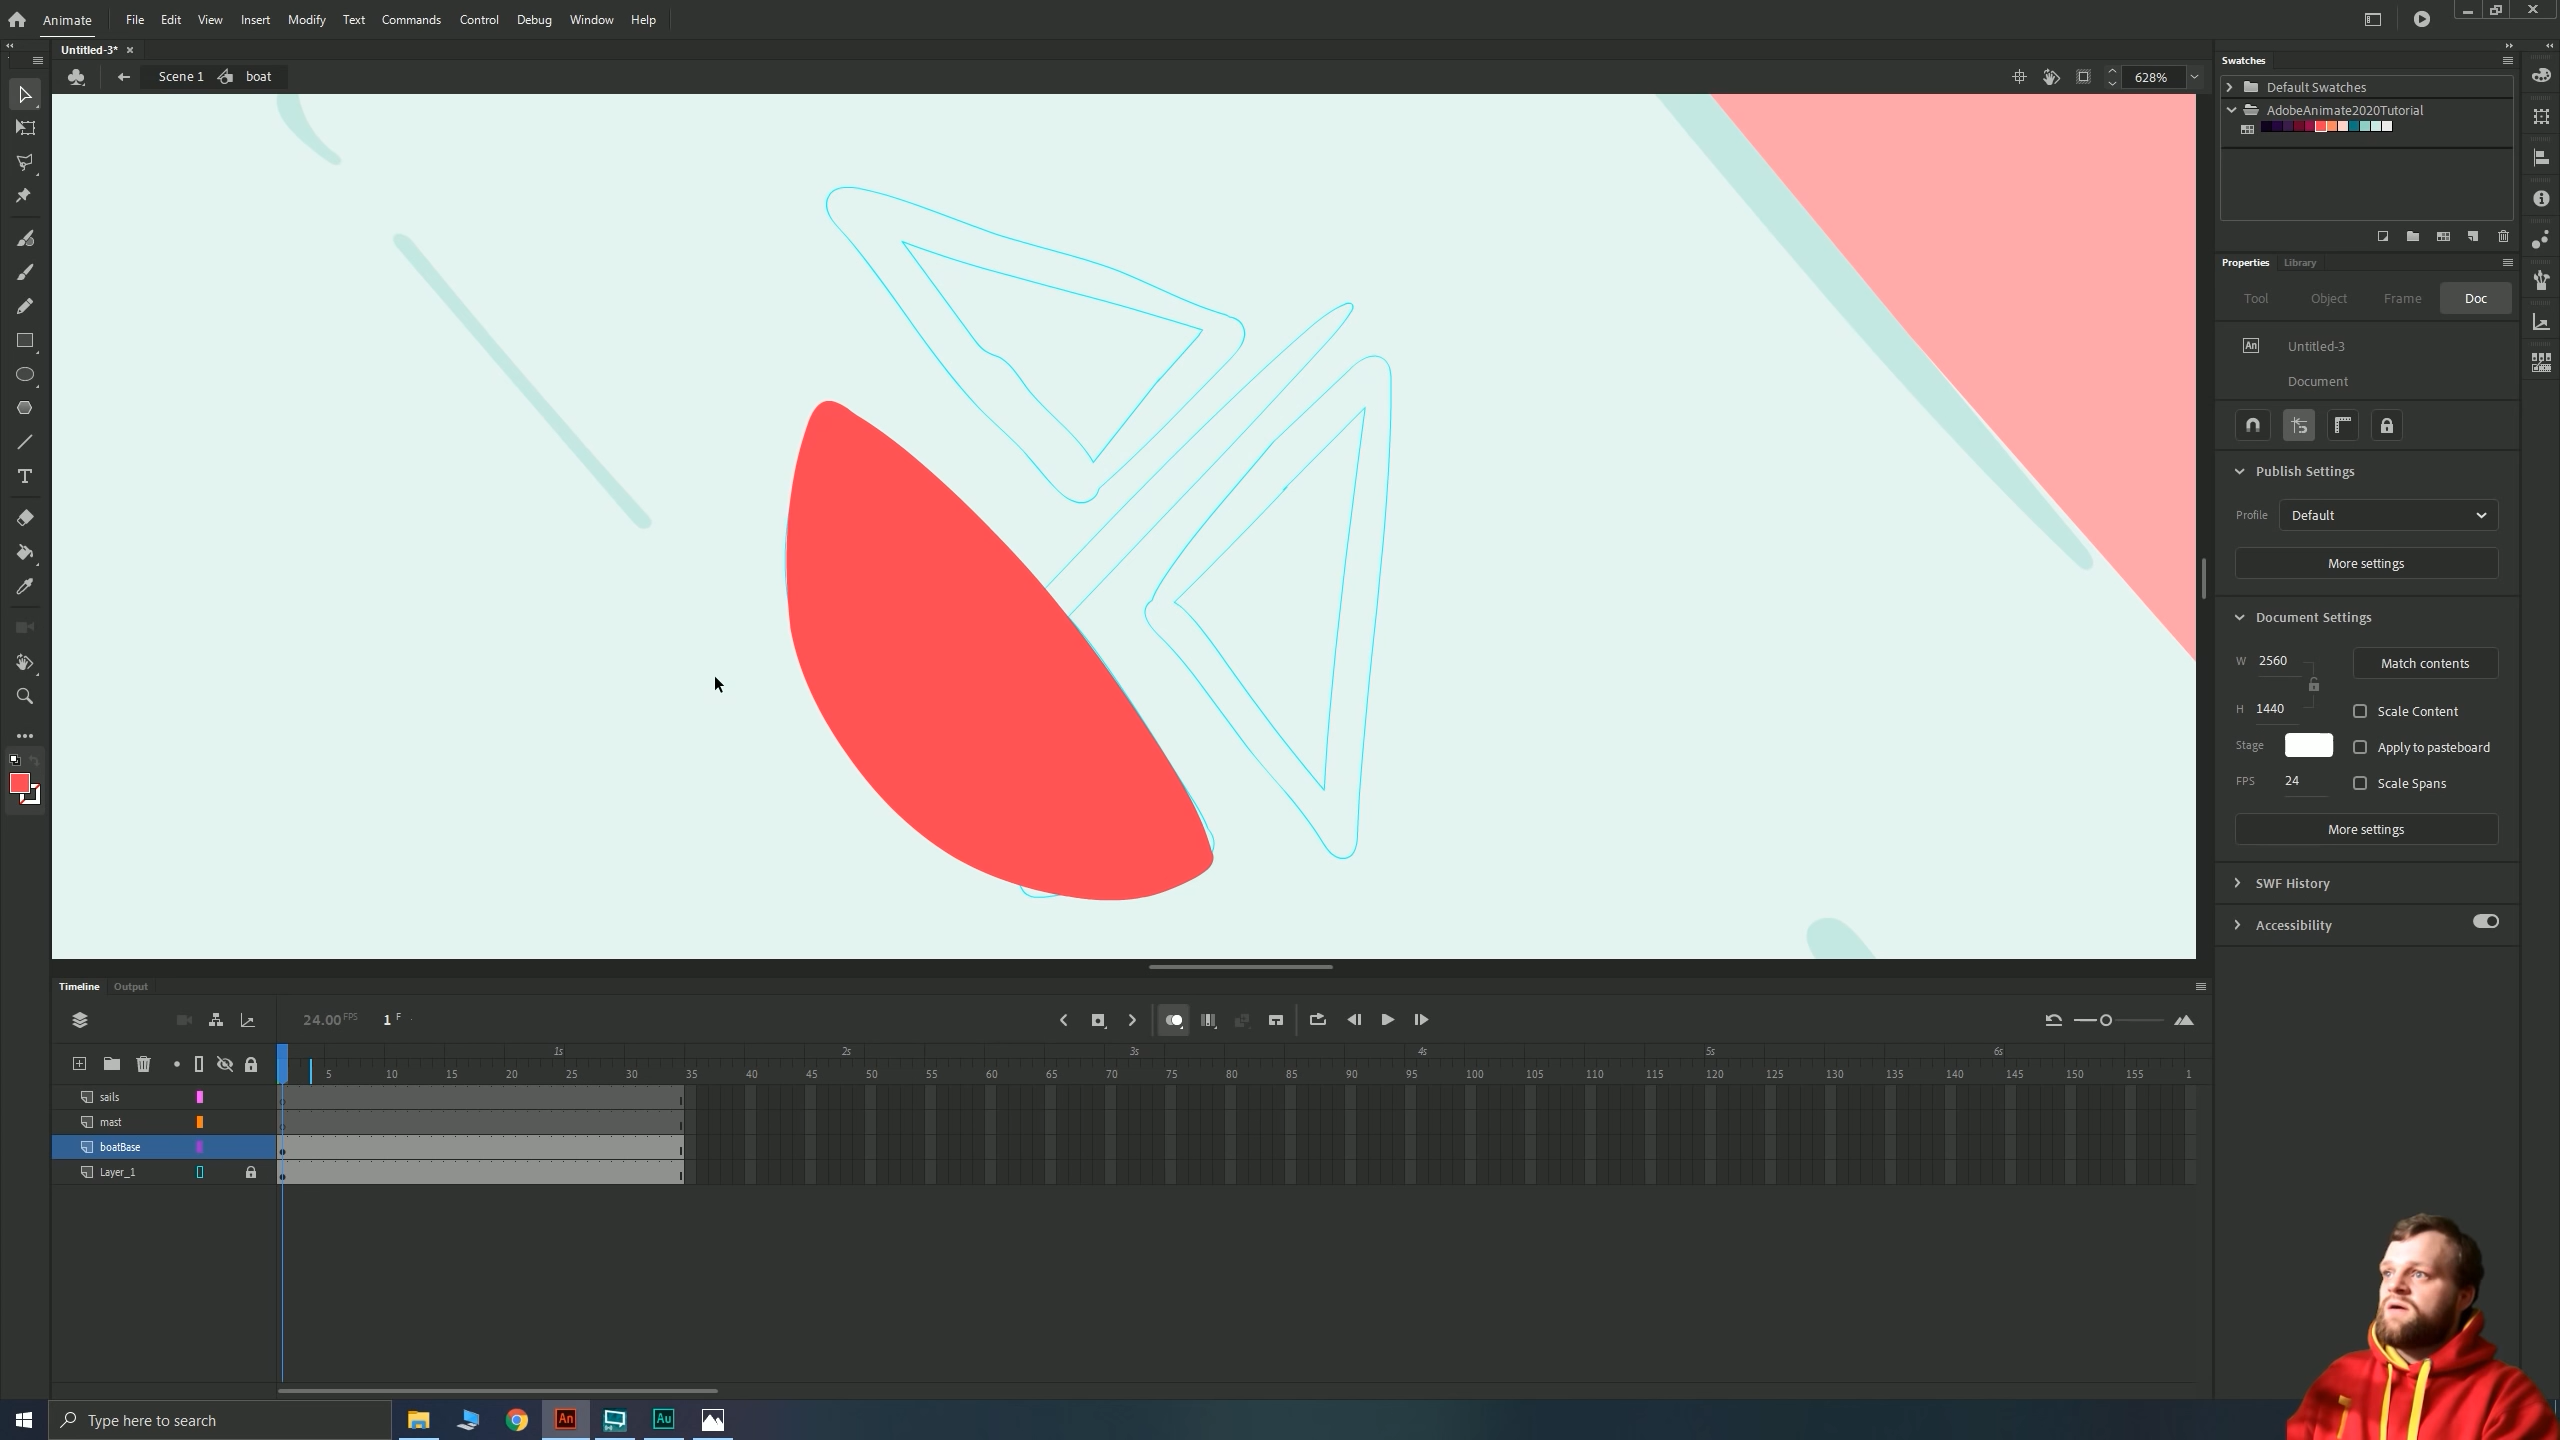 Animate File Edit View Insert Modify Text Commands Control Debug Window Help
Untitled-3*
Scene 1 boat 628%
Swatches
Default Swatches
AdobeAnimate2020Tutorial
Properties Library
Tool Object Frame Doc
An Untitled-3
Document
Publish Settings
Profile Default
More settings
Document Settings
W 2560 Match contents
H 1440 Scale Content
Stage Apply to pasteboard
FPS 24 Scale Spans
More settings
SWF History
Accessibility
Timeline Output
24.00 FPS 1 F
1s 2s 3s 4s 5s 6s
5 10 15 20 25 30 35 40 45 50 55 60 65 70 75 80 85 90 95 100 105 110 115 120 125 130 135 140 145 150 155 1
sails
mast
boatBase
Layer_1
Type here to search An Au